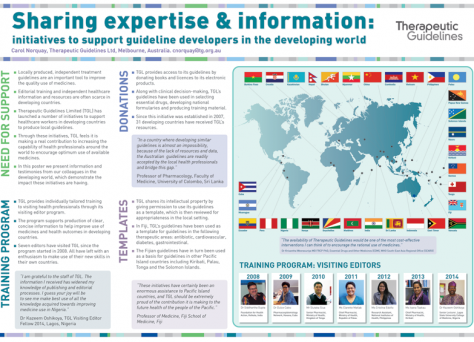 Sharing expertise & information:
initiatives to support guideline developers in the developing world
Carol Norquay, Therapeutic Guidelines Ltd, Melbourne, Australia. cnorquay@tg.org.au
Therapeutic
Guidelines
NEED FOR SUPPORT
Locally produced, independent treatment
guidelines are an important tool to improve
the quality use of medicines.
Editorial training and independent healthcare
information and resources are often scarce in
developing countries.
Therapeutic Guidelines Limited (TGL) has
launched a number of initiatives to support
healthcare workers in developing countries
to produce local guidelines.
Through these initiatives, TGL feels it is
making a real contribution to increasing the
capability of health professionals around the
world to encourage optimum use of available
medicines.
In this poster we present information and
testimonies from our colleagues in the
developing world, which demonstrate the
impact these initiatives are having.
DONATIONS
TGL provides access to its guidelines by
donating books and licences to its electronic
products.
Along with clinical decision-making, TGL's
guidelines have been used in selecting
essential drugs, developing national
formularies and producing training material.
Since this initiative was established in 2007,
31 developing countries have received TGL's
resources.
"In a country where developing similar
guidelines is almost an impossibility,
because of the lack of resources and data,
the Australian guidelines are readily
accepted by the local health professionals
and bridge this gap."
Professor of Pharmacology, Faculty of
Medicine, University of Colombo, Sri Lanka
TRAINING PROGRAM
TGL provides individually tailored training
to visiting health professionals through its
visiting editor program.
The program supports production of clear,
concise information to help improve use of
medicines and health outcomes in developing
countries.
Seven editors have visited TGL since the
program started in 2008. All have left with an
enthusiasm to make use of their new skills in
their own countries.
"I am grateful to the staff of TGL. The
information I received has widened my
knowledge of publishing and editorial
processes. I guess your joy will be
to see me make best use of all the
knowledge acquired towards improving
medicines use in Nigeria."
Dr Kazeem Oshikoya, TGL Visiting Editor
Fellow 2014, Lagos, Nigeria
TEMPLATES
TGL shares its intellectual property by
giving permission to use its guidelines
as a template, which is then reviewed for
appropriateness in the local setting.
In Fiji, TGL's guidelines have been used as
a template for guidelines in the following
therapeutic areas: antibiotic, cardiovascular,
diabetes, gastrointestinal.
The Fijian guidelines have in turn been used
as a basis for guidelines in other Pacific
Island countries including Kiribati, Palau,
Tonga and the Solomon Islands.
"These initiatives certainly have been an
enormous assistance to Pacific Island
countries, and TGL should be extremely
proud of the contribution it is making to the
future health of the people of the Pacific."
Professor of Medicine, Fiji School of
Medicine, Fiji
"The availability of Therapeutic Guidelines would be one of the most cost-effective
interventions I can think of to encourage the rational use of medicines."
TRAINING PROGRAM: VISITING EDITORS
2008
2009
2010
2011
2012
2013
2014